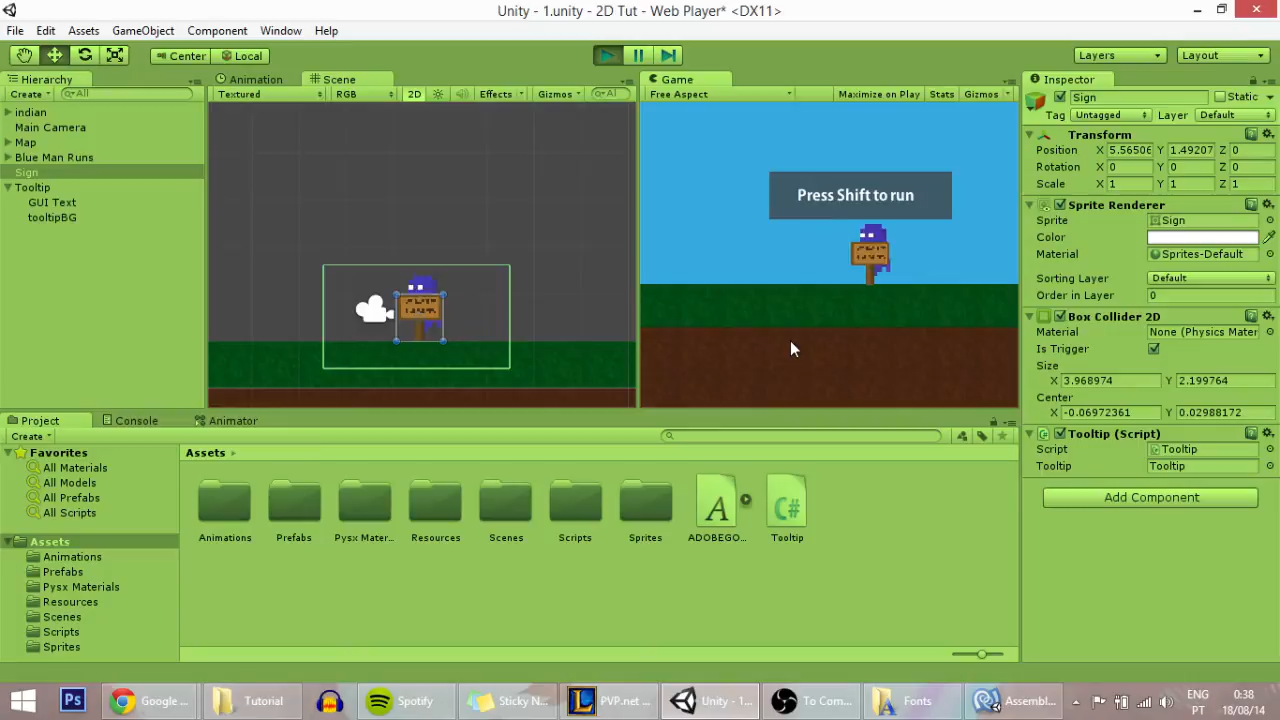 Unity - 1.unity - 2D Tut - Web Player* <DX11>
File Edit Assets GameObject Component Window Help
Center Local Layers Layout
Hierarchy Animation Scene Game Inspector
Create All Textured RGB 2D Effects Gizmos Al Free Aspect Maximize on Play Stats Gizmos Sign Static
Tag Untagged Layer Default
indian
Main Camera
Map
Blue Man Runs
Sign
Tooltip
GUI Text
tooltipBG
Press Shift to run
Transform
Position X 5.56506 Y 1.49207 Z 0
Rotation X 0 Y 0 Z 0
Scale X 1 Y 1 Z 1
Sprite Renderer
Sprite Sign
Color
Material Sprites-Default
Sorting Layer Default
Order in Layer 0
Box Collider 2D
Material None (Physics Mater
Is Trigger
Size
X 3.968974 Y 2.199764
Center
X -0.06972361 Y 0.02988172
Tooltip (Script)
Script Tooltip
Tooltip Tooltip
Add Component
Project Console Animator
Create
Favorites
All Materials
All Models
All Prefabs
All Scripts
Assets
Animations
Prefabs
Pysx Materials
Resources
Scenes
Scripts
Sprites
Assets
A C#
Animations Prefabs Pysx Mater... Resources Scenes Scripts Sprites ADOBEGO... Tooltip
Ps Google ... Tutorial Spotify Sticky N... L PVP.net ... Unity - 1... To Com... A Fonts Assembl...
ENG 0:38
PT 18/08/14